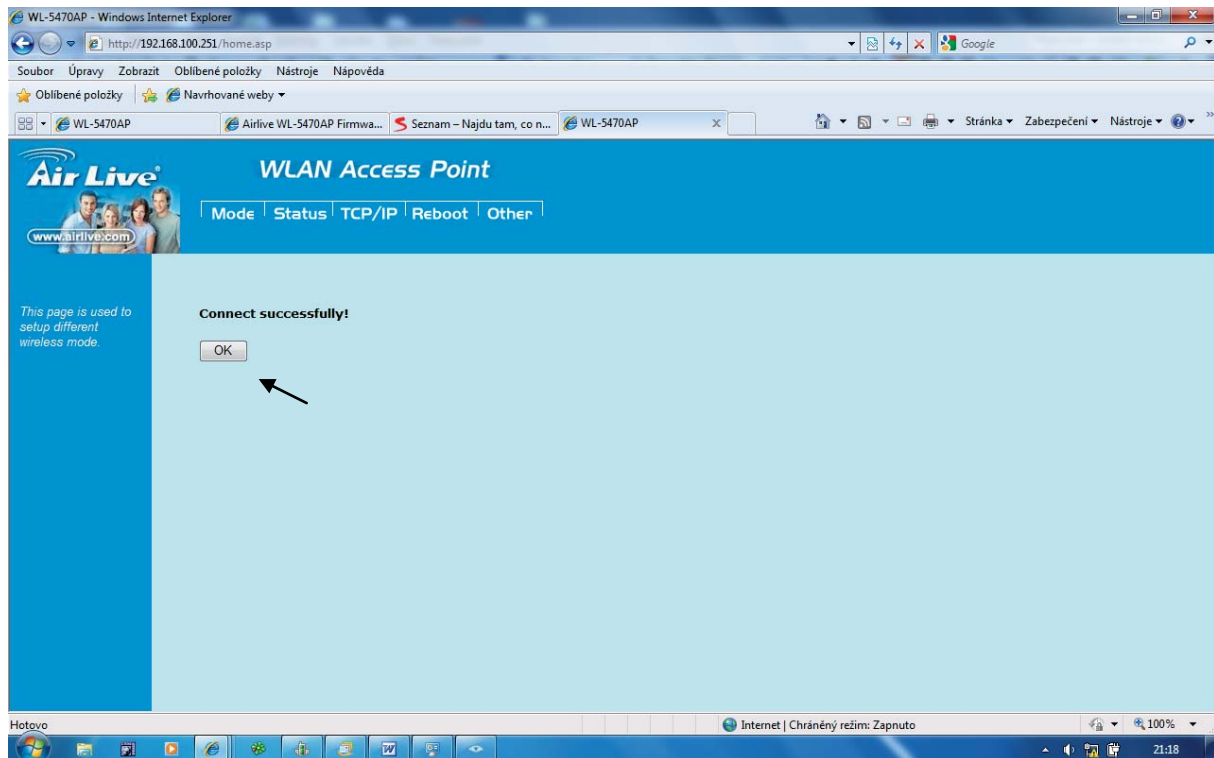 WL-5470AP - Windows Internet Explorer
http://192.168.100.251/home.asp
Google
Soubor Úpravy Zobrazit Oblíbené položky Nástroje Nápověda
Oblíbené položky Navrhované weby
WL-5470AP Airlive WL-5470AP Firmwa... Seznam – Najdu tam, co n... WL-5470AP Stránka Zabezpečení Nástroje
Air Live®
www.airlive.com
WLAN Access Point
Mode Status TCP/IP Reboot Other
This page is used to
setup different
wireless mode.
Connect successfully!
OK
Hotovo Internet | Chráněný režim: Zapnuto 100%
21:18